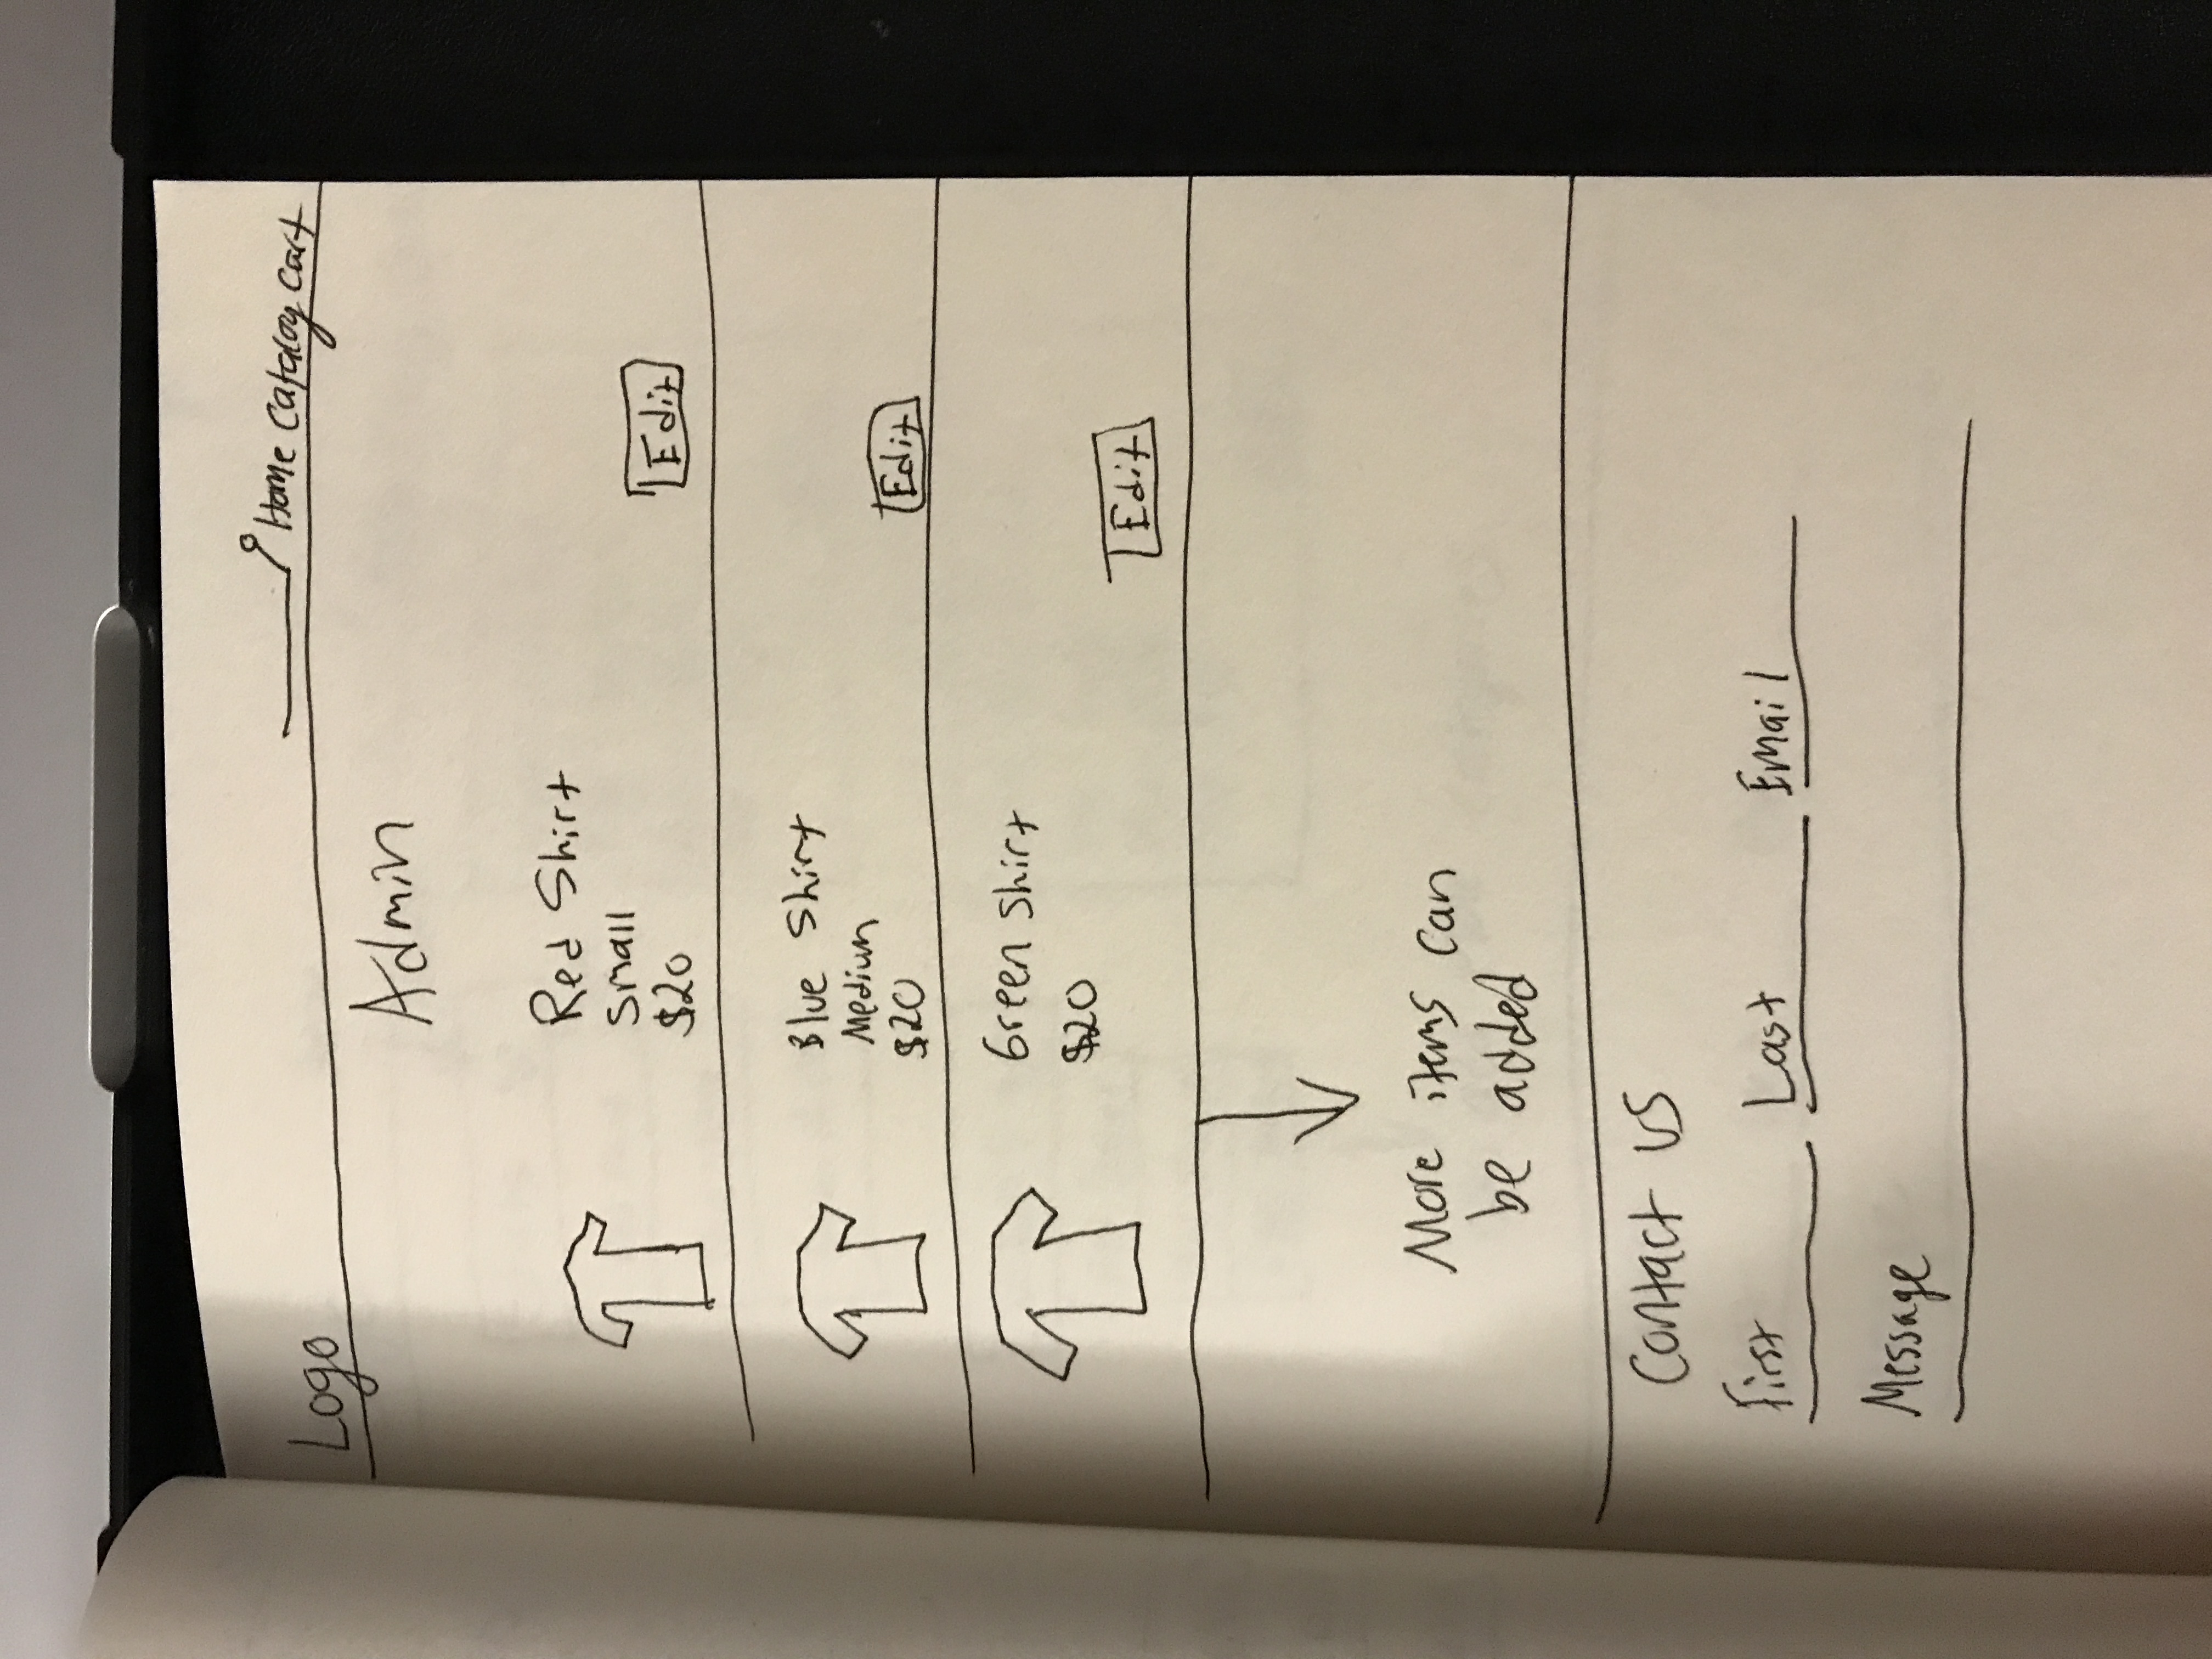 Logo
Home Catalog Cart
Admin
Red Shirt
Small
$20
Edit
Blue Shirt
Medium
$20
Edit
Green Shirt
$20
Edit
More items can
be added
Contact US
First Last Email
Message